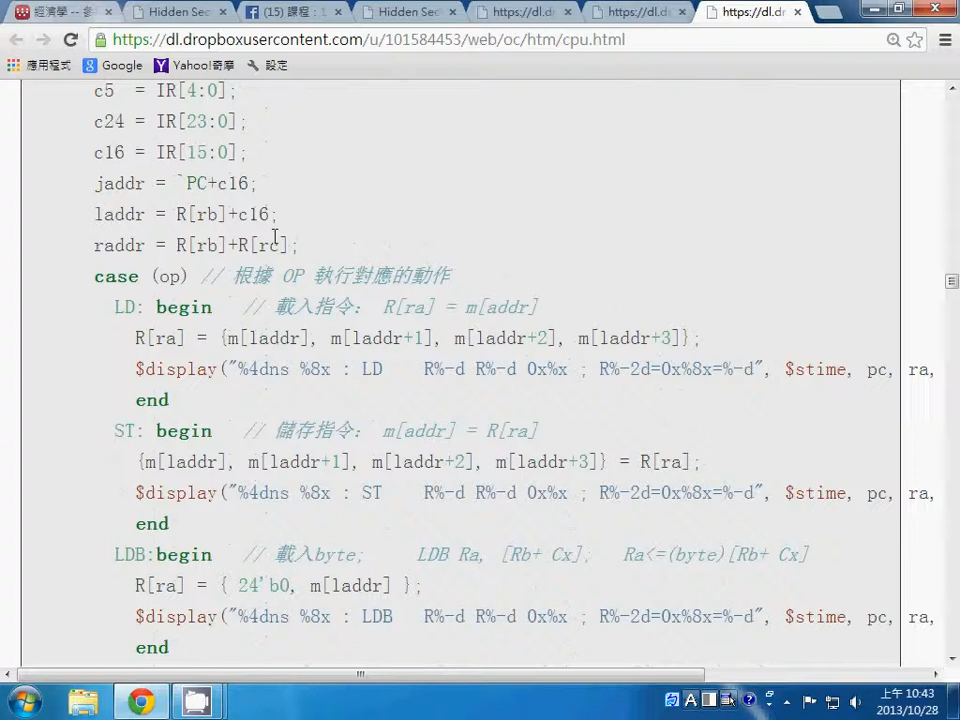 經濟學 -- 多
Hidden Sec
(15) 課程：1
Hidden Sec
https://dl.d
https://dl.d
https://dl.d
https://dl.dropboxusercontent.com/u/101584453/web/oc/htm/cpu.html
應用程式 Google Yahoo!奇摩 設定
c5 = IR[4:0];
c24 = IR[23:0];
c16 = IR[15:0];
jaddr = `PC+c16;
laddr = R[rb]+c16;
raddr = R[rb]+R[rc];
case (op) // 根據 OP 執行對應的動作
LD: begin // 載入指令： R[ra] = m[addr]
R[ra] = {m[laddr], m[laddr+1], m[laddr+2], m[laddr+3]};
$display("%4dns %8x : LD R%-d R%-d 0x%x ; R%-2d=0x%8x=%-d", $stime, pc, ra,
end
ST: begin // 儲存指令： m[addr] = R[ra]
{m[laddr], m[laddr+1], m[laddr+2], m[laddr+3]} = R[ra];
$display("%4dns %8x : ST R%-d R%-d 0x%x ; R%-2d=0x%8x=%-d", $stime, pc, ra,
end
LDB:begin // 載入byte; LDB Ra, [Rb+ Cx]; Ra<=(byte)[Rb+ Cx]
R[ra] = { 24'b0, m[laddr] };
$display("%4dns %8x : LDB R%-d R%-d 0x%x ; R%-2d=0x%8x=%-d", $stime, pc, ra,
end
上午 10:43
2013/10/28